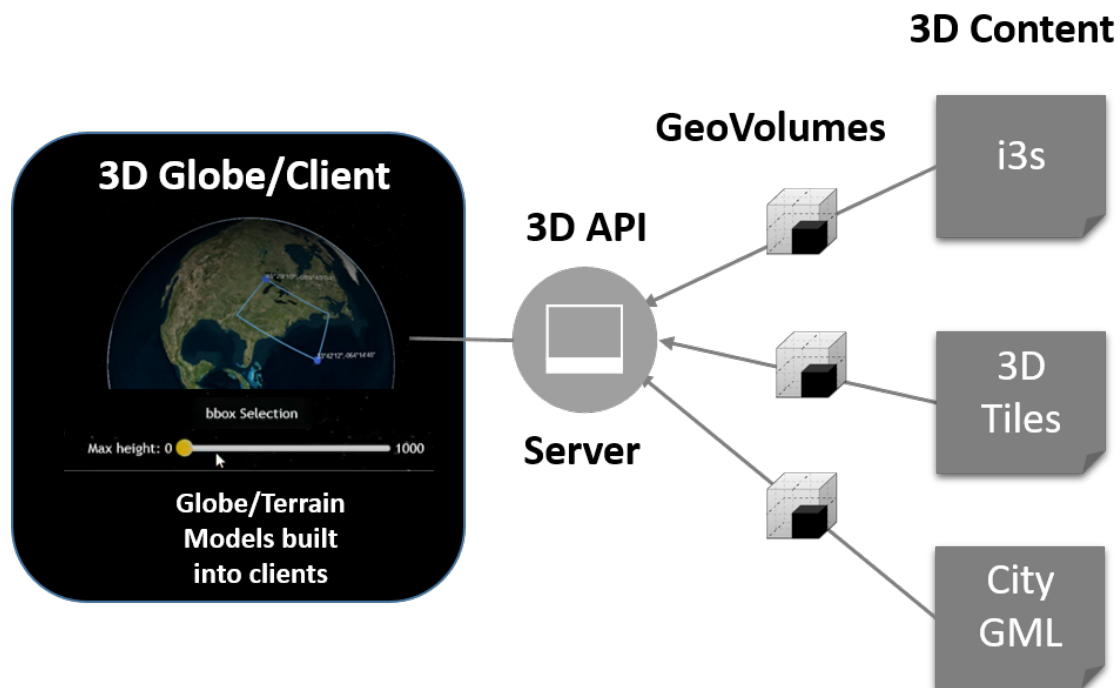 3D Content
GeoVolumes
i3s
3D Globe/Client
3D API
3D
Tiles
bbox Selection
Max height: 0
1000
Server
Globe/Terrain
Models built
into clients
City
GML